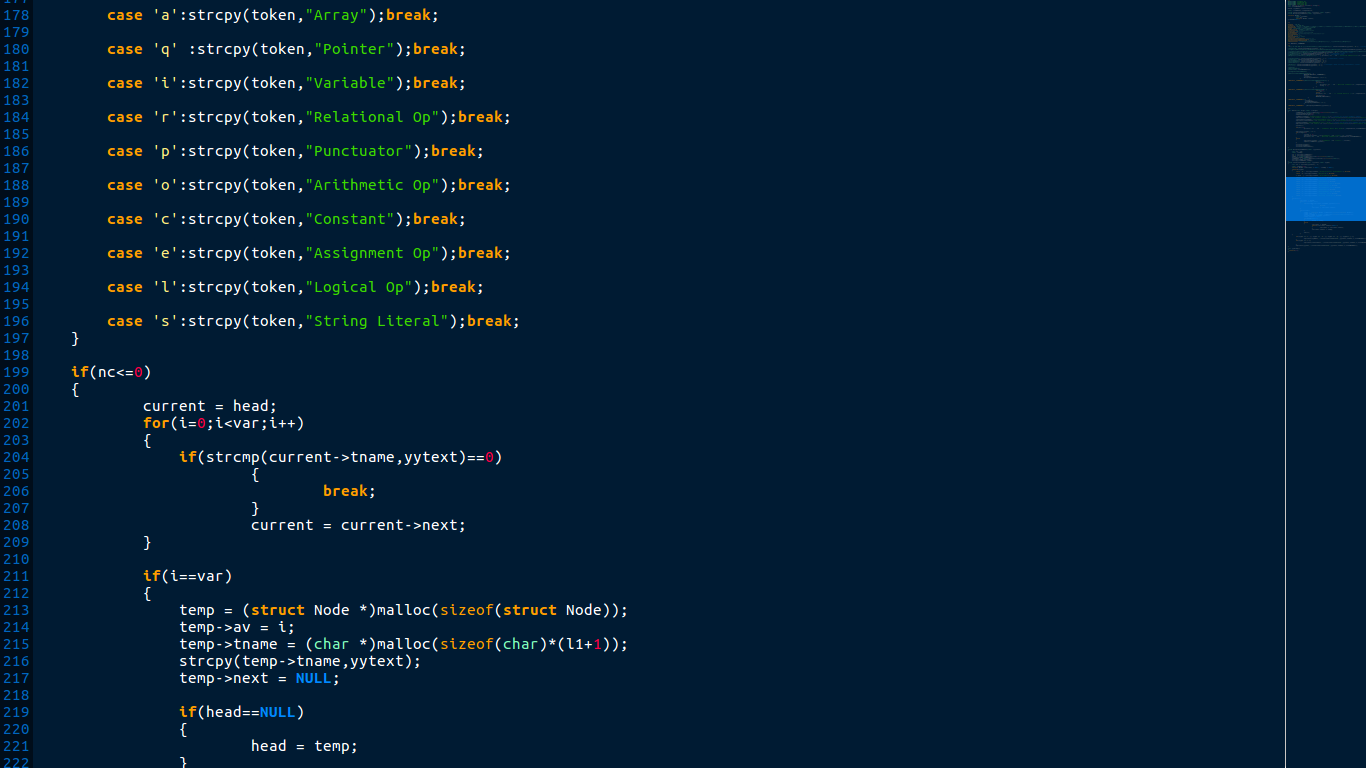 178 case 'a':strcpy(token,"Array");break;
179
180 case 'q' :strcpy(token,"Pointer");break;
181
182 case 'i':strcpy(token,"Variable");break;
183
184 case 'r':strcpy(token,"Relational Op");break;
185
186 case 'p':strcpy(token,"Punctuator");break;
187
188 case 'o':strcpy(token,"Arithmetic Op");break;
189
190 case 'c':strcpy(token,"Constant");break;
191
192 case 'e':strcpy(token,"Assignment Op");break;
193
194 case 'l':strcpy(token,"Logical Op");break;
195
196 case 's':strcpy(token,"String Literal");break;
197 }
198
199 if(nc<=0)
200 {
201 current = head;
202 for(i=0;i<var;i++)
203 {
204 if(strcmp(current->tname,yytext)==0)
205 {
206 break;
207 }
208 current = current->next;
209 }
210
211 if(i==var)
212 {
213 temp = (struct Node *)malloc(sizeof(struct Node));
214 temp->av = i;
215 temp->tname = (char *)malloc(sizeof(char)*(l1+1));
216 strcpy(temp->tname,yytext);
217 temp->next = NULL;
218
219 if(head==NULL)
220 {
221 head = temp;
222 }